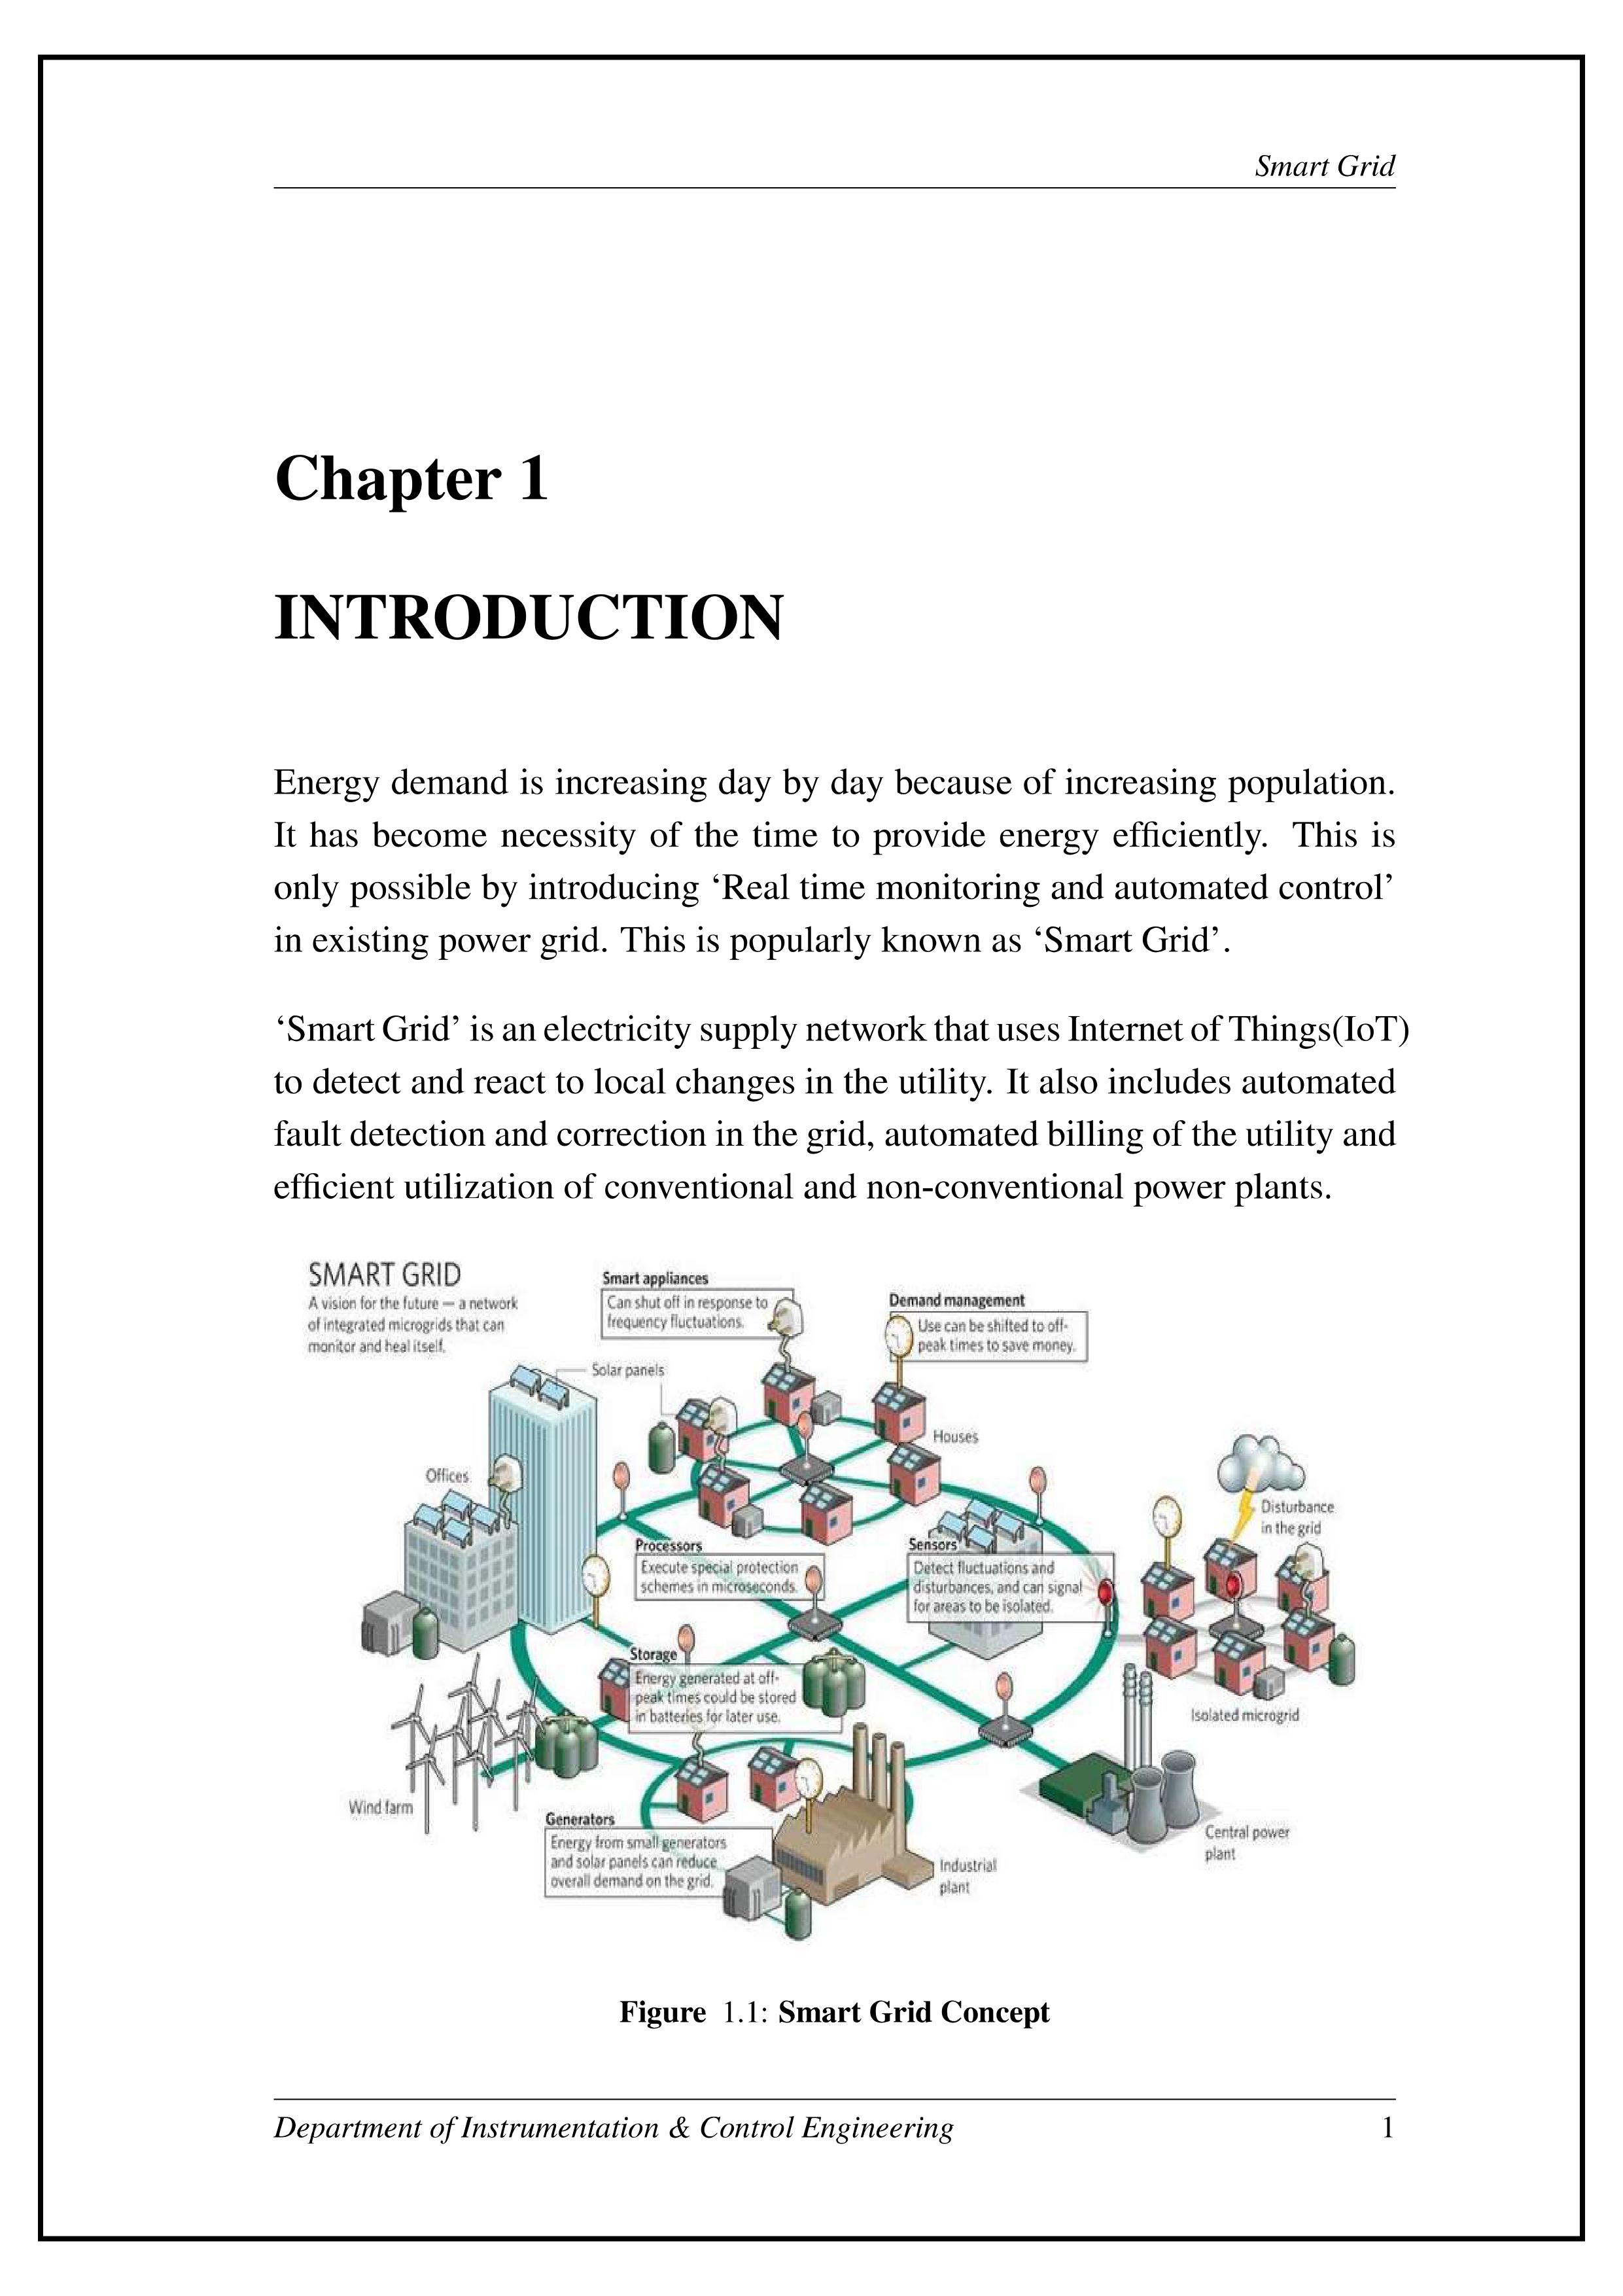 Smart Grid
Chapter 1
INTRODUCTION
Energy demand is increasing day by day because of increasing population.
It has become necessity of the time to provide energy efficiently. This is
only possible by introducing ‘Real time monitoring and automated control’
in existing power grid. This is popularly known as ‘Smart Grid’.
‘Smart Grid’ is an electricity supply network that uses Internet of Things(IoT)
to detect and react to local changes in the utility. It also includes automated
fault detection and correction in the grid, automated billing of the utility and
efficient utilization of conventional and non-conventional power plants.
SMART GRID
A vision for the future — a network
of integrated microgrids that can
monitor and heal itself.
Smart appliances
Can shut off in response to
frequency fluctuations.
Demand management
Use can be shifted to off-
peak times to save money.
Solar panels
Houses
Offices
Disturbance
in the grid
Processors
Execute special protection
schemes in microseconds.
Sensors
Detect fluctuations and
disturbances, and can signal
for areas to be isolated.
Storage
Energy generated at off-
peak times could be stored
in batteries for later use.
Isolated microgrid
Wind farm
Generators
Energy from small generators
and solar panels can reduce
overall demand on the grid.
Industrial
plant
Central power
plant
Figure 1.1: Smart Grid Concept
Department of Instrumentation & Control Engineering 1